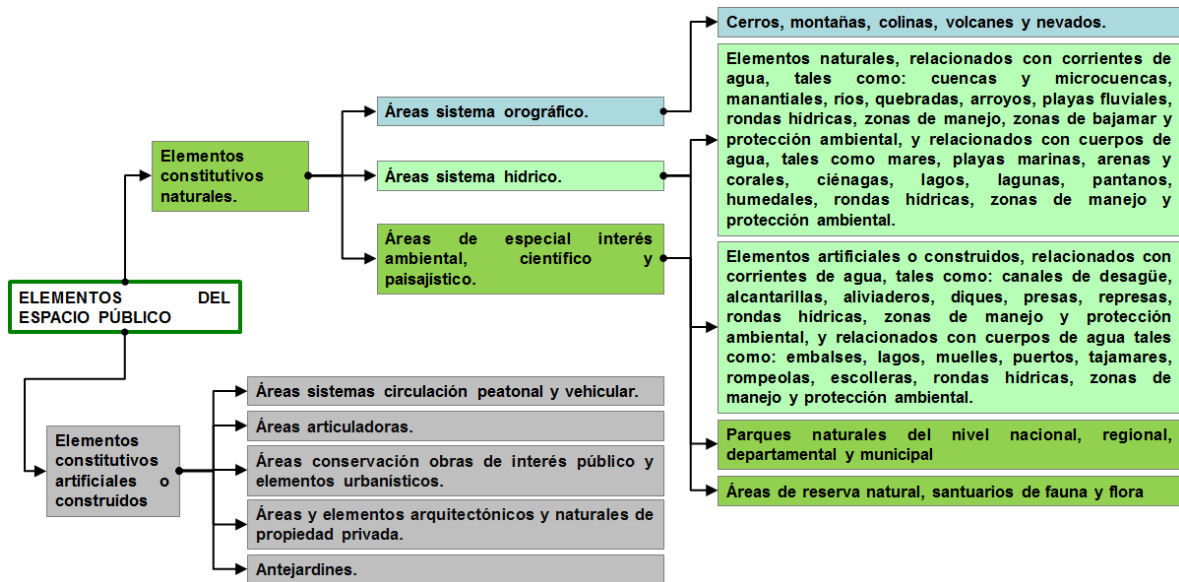 ELEMENTOS DEL
ESPACIO PÚBLICO
Elementos
constitutivos
naturales.
Áreas sistema orográfico.
Cerros, montañas, colinas, volcanes y nevados.
Áreas sistema hídrico.
Elementos naturales, relacionados con corrientes de
agua, tales como: cuencas y microcuencas,
manantiales, ríos, quebradas, arroyos, playas fluviales,
rondas hídricas, zonas de manejo, zonas de bajamar y
protección ambiental, y relacionados con cuerpos de
agua, tales como mares, playas marinas, arenas y
corales, ciénagas, lagos, lagunas, pantanos,
humedales, rondas hídricas, zonas de manejo y
protección ambiental.
Elementos artificiales o construidos, relacionados con
corrientes de agua, tales como: canales de desagüe,
alcantarillas, aliviaderos, diques, presas, represas,
rondas hídricas, zonas de manejo y protección
ambiental, y relacionados con cuerpos de agua tales
como: embalses, lagos, muelles, puertos, tajamares,
rompeolas, escolleras, rondas hídricas, zonas de
manejo y protección ambiental.
Áreas de especial interés
ambiental, científico y
paisajístico.
Parques naturales del nivel nacional, regional,
departamental y municipal
Áreas de reserva natural, santuarios de fauna y flora
Elementos
constitutivos
artificiales o
construídos
Áreas sistemas circulación peatonal y vehicular.
Áreas articuladoras.
Áreas conservación obras de interés público y
elementos urbanísticos.
Áreas y elementos arquitectónicos y naturales de
propiedad privada.
Antejardines.